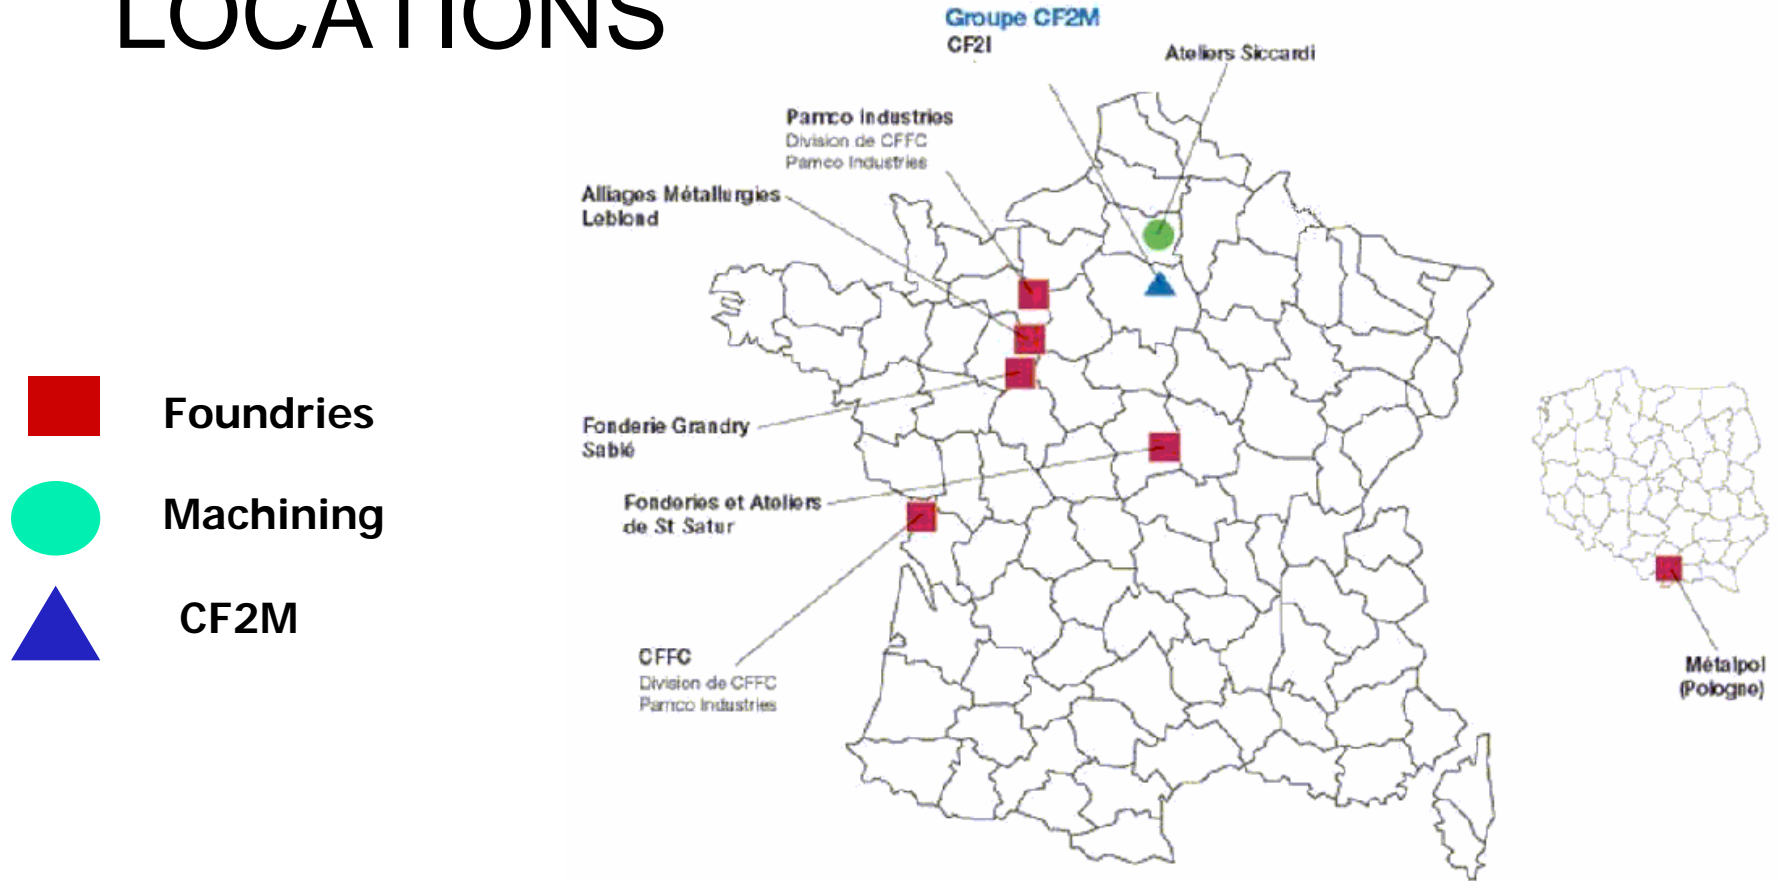 LOCATIONS
Groupe CF2M
CF2I
Ateliers Siccardi
Pamco Industries
Division de CFFC
Pamco Industries
Alliages Métallurgies
Leblond
Foundries
Fonderie Grandry
Sablé
Machining
Fonderies et Ateliers
de St Satur
CF2M
CFFC
Division de CFFC
Pamco Industries
Métalpol
(Pologne)